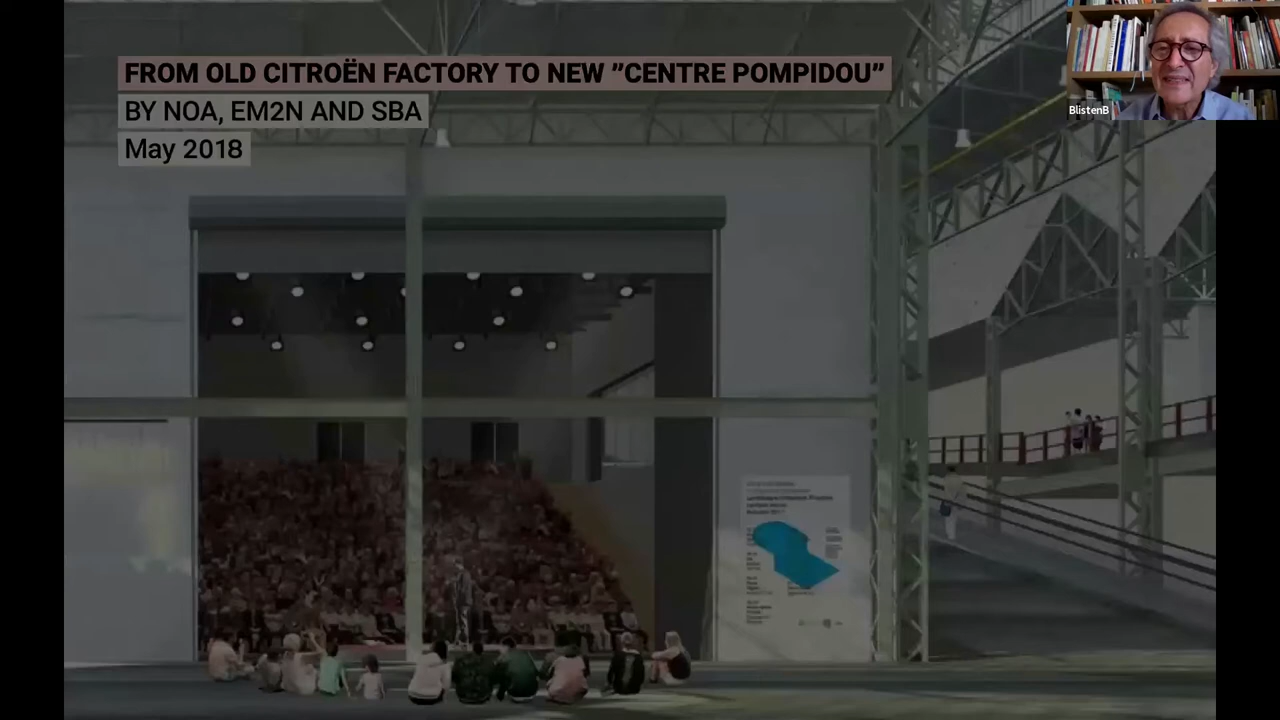 FROM OLD CITROËN FACTORY TO NEW ”CENTRE POMPIDOU”
BY NOA, EM2N AND SBA
May 2018
BlistenB